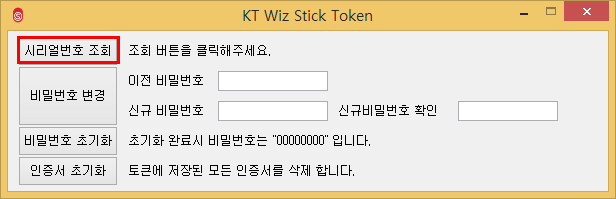 KT Wiz Stick Token
시리얼번호 조회 조회 버튼을 클릭해주세요.
비밀번호 변경 이전 비밀번호
신규 비밀번호 신규비밀번호 확인
비밀번호 초기화 초기화 완료시 비밀번호는 "00000000" 입니다.
인증서 초기화 토큰에 저장된 모든 인증서를 삭제 합니다.